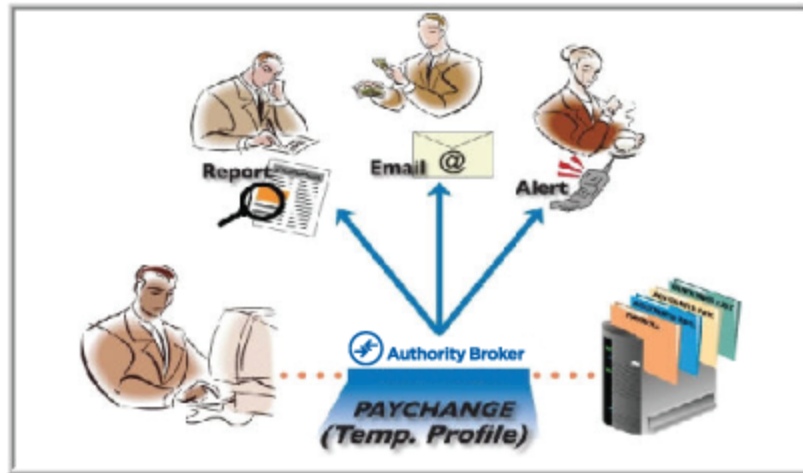 Report
Email
@
Alert
Authority Broker
PAYCHANGE
(Temp. Profile)